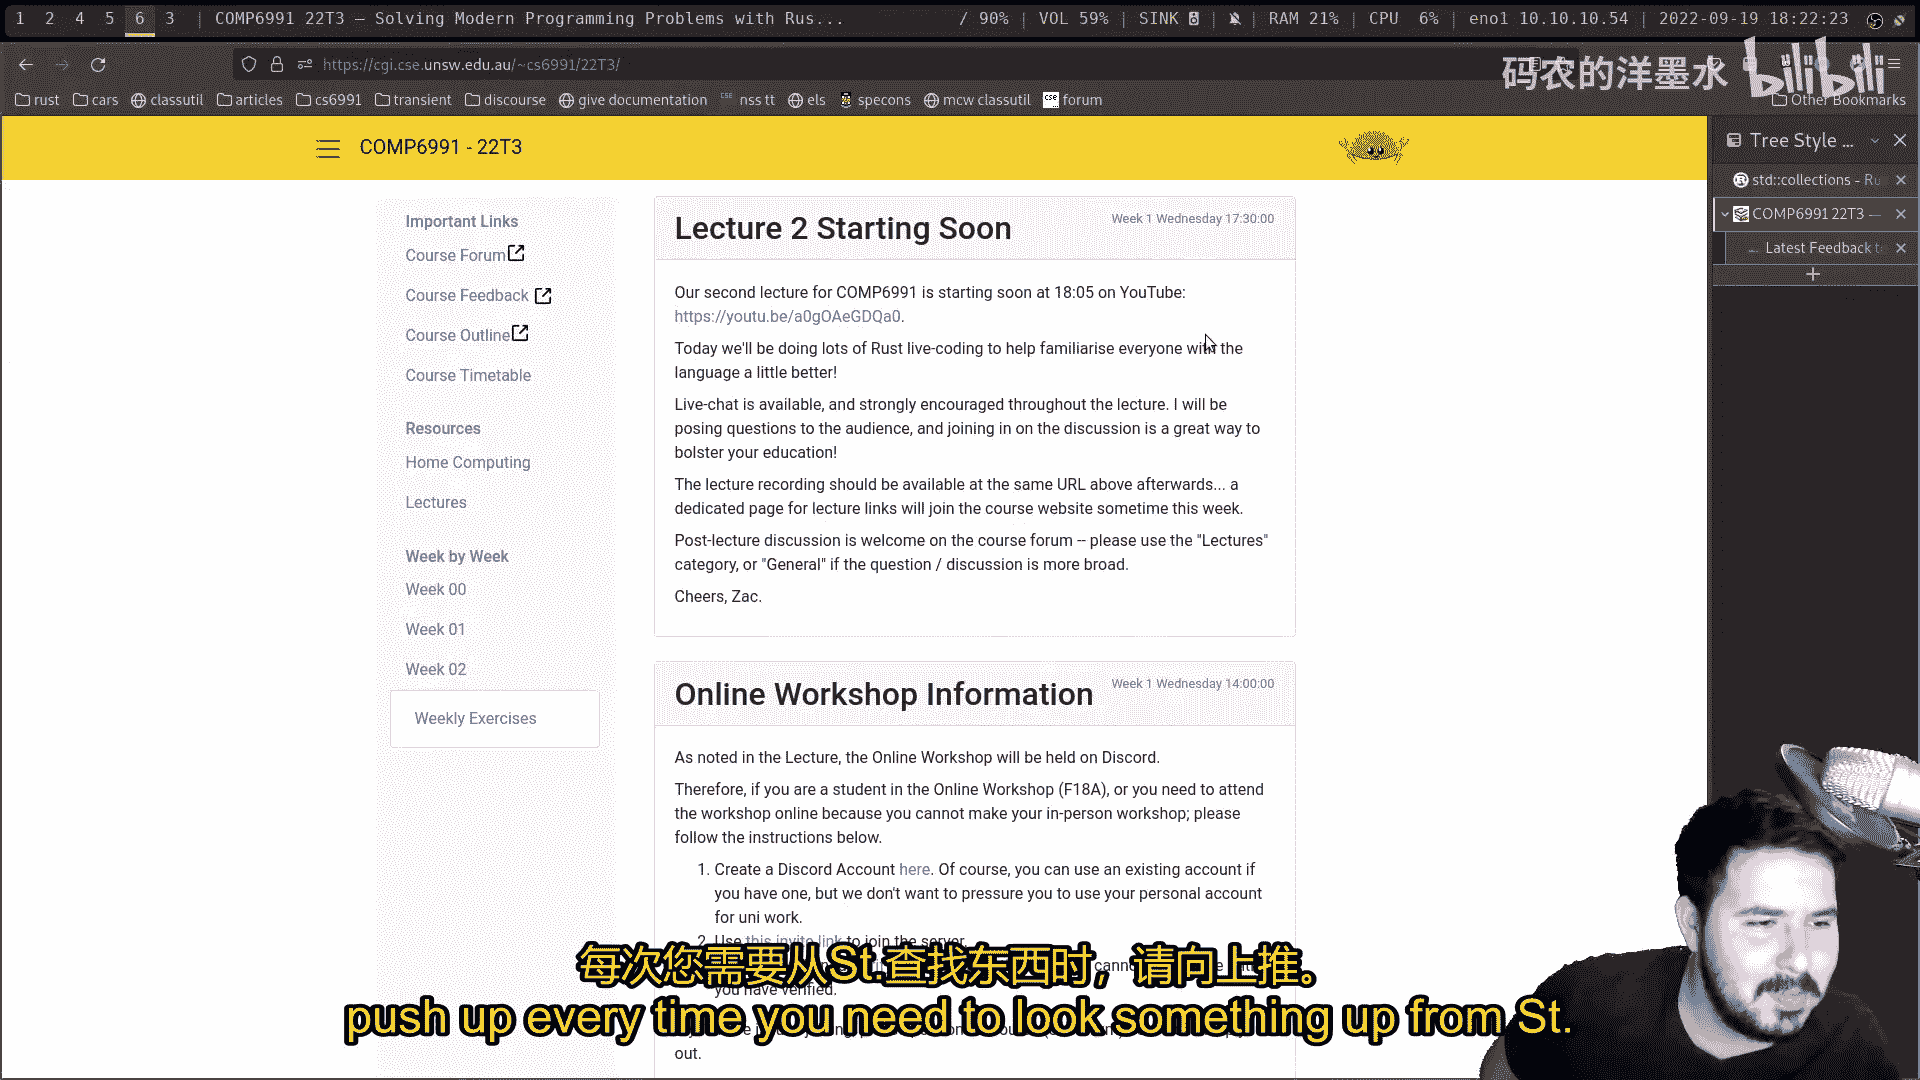 1 2 4 5 6 3 | COMP6991 22T3 — Solving Modern Programming Problems with Rus... / 90% | VOL 59% | SINK | RAM 21% | CPU 6% | eno1 10.10.10.54 | 2022-09-19 18:22:23
https://cgi.cse.unsw.edu.au/~cs6991/22T3/
码农的洋墨水 bilibili
rust cars classutil articles cs6991 transient discourse give documentation nss tt els specons mcw classutil forum
Other Bookmarks
COMP6991 - 22T3
Tree Style ...
std::collections - Ru
COMP6991 22T3 —
Latest Feedback t
Important Links
Course Forum
Course Feedback
Course Outline
Course Timetable
Resources
Home Computing
Lectures
Week by Week
Week 00
Week 01
Week 02
Weekly Exercises
Lecture 2 Starting Soon
Week 1 Wednesday 17:30:00
Our second lecture for COMP6991 is starting soon at 18:05 on YouTube:
https://youtu.be/a0gOAeGDQa0.
Today we'll be doing lots of Rust live-coding to help familiarise everyone with the
language a little better!
Live-chat is available, and strongly encouraged throughout the lecture. I will be
posing questions to the audience, and joining in on the discussion is a great way to
bolster your education!
The lecture recording should be available at the same URL above afterwards... a
dedicated page for lecture links will join the course website sometime this week.
Post-lecture discussion is welcome on the course forum -- please use the "Lectures"
category, or "General" if the question / discussion is more broad.
Cheers, Zac.
Online Workshop Information
Week 1 Wednesday 14:00:00
As noted in the Lecture, the Online Workshop will be held on Discord.
Therefore, if you are a student in the Online Workshop (F18A), or you need to attend
the workshop online because you cannot make your in-person workshop; please
follow the instructions below.
1. Create a Discord Account here. Of course, you can use an existing account if
you have one, but we don't want to pressure you to use your personal account
for uni work.
2. Use this invite link to join the server.
you have verified.
out.
每次您需要从St.查找东西时，请向上推。
push up every time you need to look something up from St.